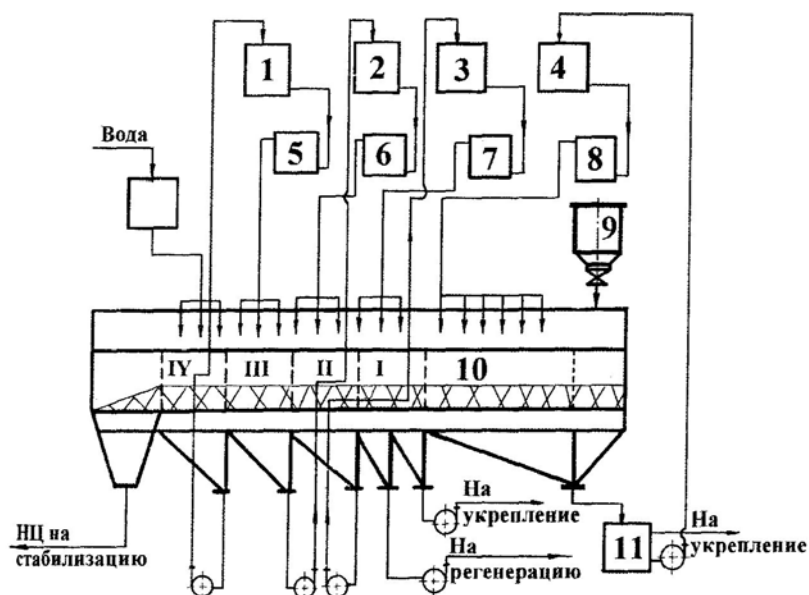 1
2
3
4
Вода
5
6
7
8
9
IY
III
II
I
10
На
укрепление
НЦ на
стабилизацию
На
регенерацию
11
На
укрепление